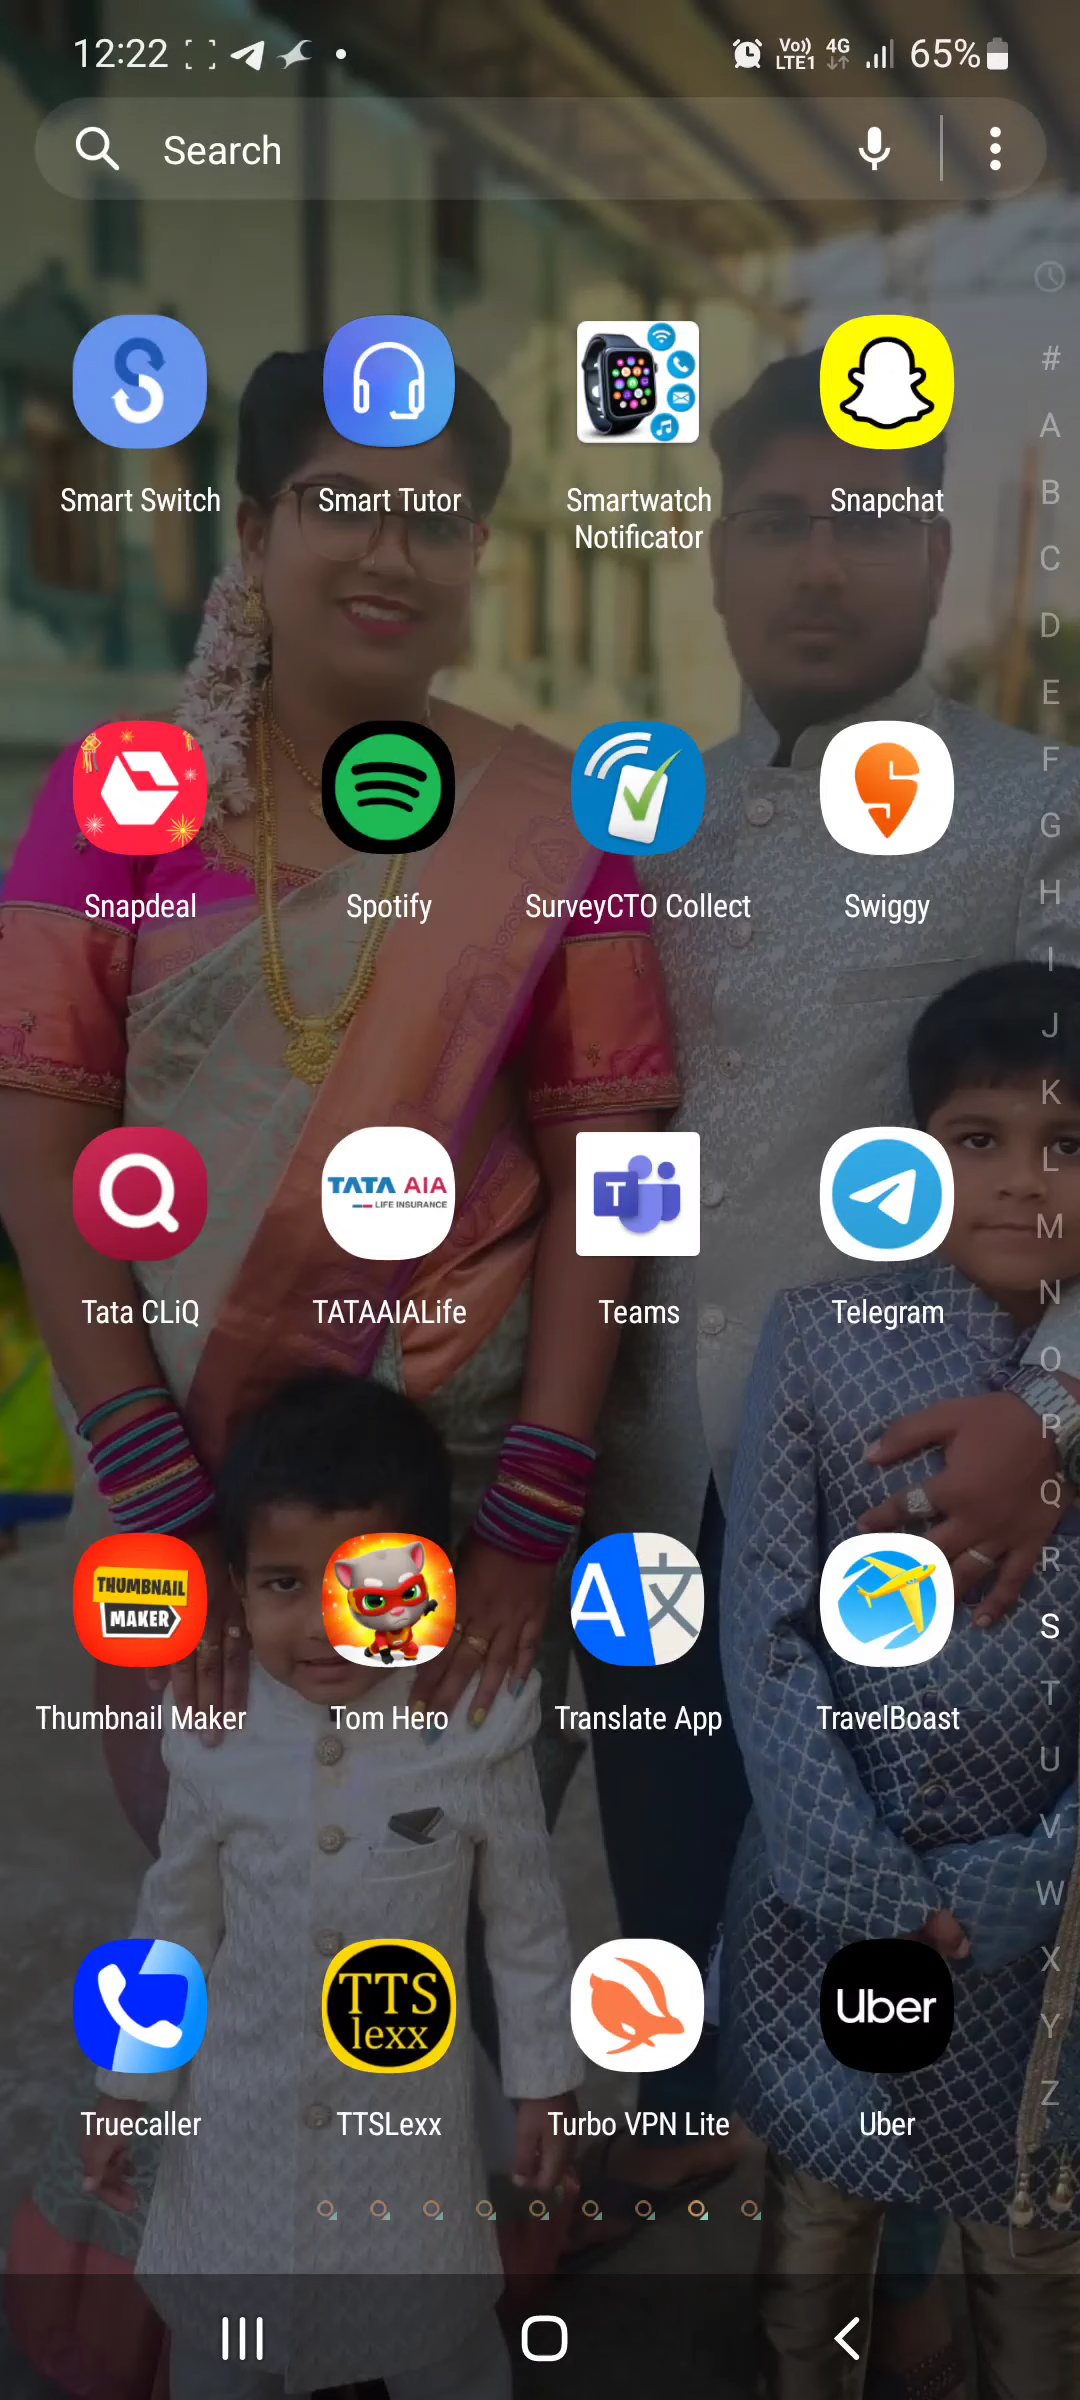 12:22
Vo)) LTE1 4G 65%
Search
#
A
B
C
D
E
F
G
H
I
J
K
L
M
N
O
P
Q
R
S
T
U
V
W
X
Y
Z
Smart Switch
Smart Tutor
Smartwatch
Notificator
Snapchat
Snapdeal
Spotify
SurveyCTO Collect
Swiggy
TATA AIA
LIFE INSURANCE
T
Tata CLiQ
TATAAIALife
Teams
Telegram
THUMBNAIL
MAKER
A 文
Thumbnail Maker
Tom Hero
Translate App
TravelBoast
TTS
lexx
Uber
Truecaller
TTSLexx
Turbo VPN Lite
Uber